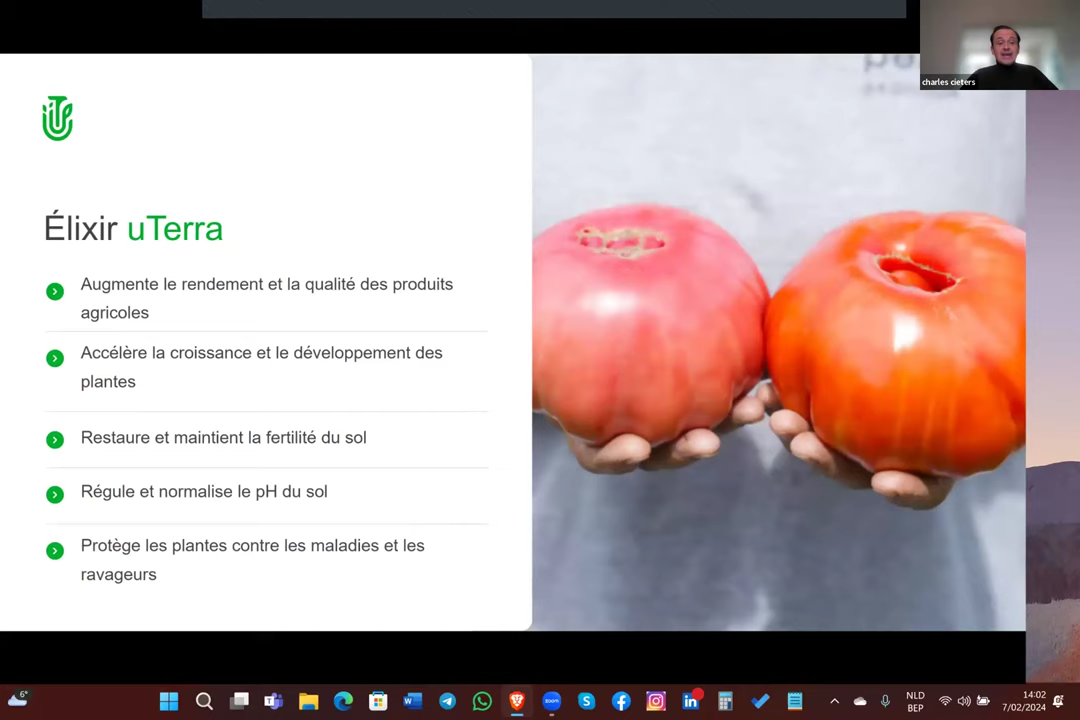 charles cieters
Élixir uTerra
Augmente le rendement et la qualité des produits
agricoles
Accélère la croissance et le développement des
plantes
Restaure et maintient la fertilité du sol
Régule et normalise le pH du sol
Protège les plantes contre les maladies et les
ravageurs
6°
zoom
NLD
BEP
14:02
7/02/2024